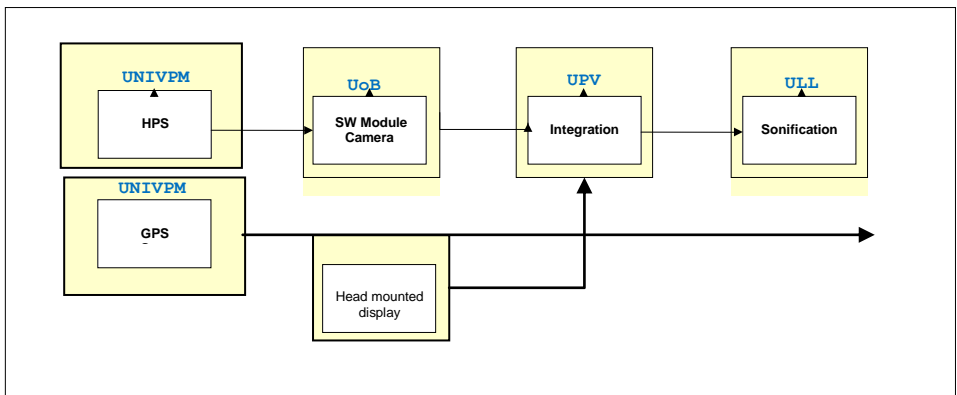 UNIVPM
HPS
UoB
SW Module
Camera
UPV
Integration
ULL
Sonification
UNIVPM
GPS
Head mounted
display